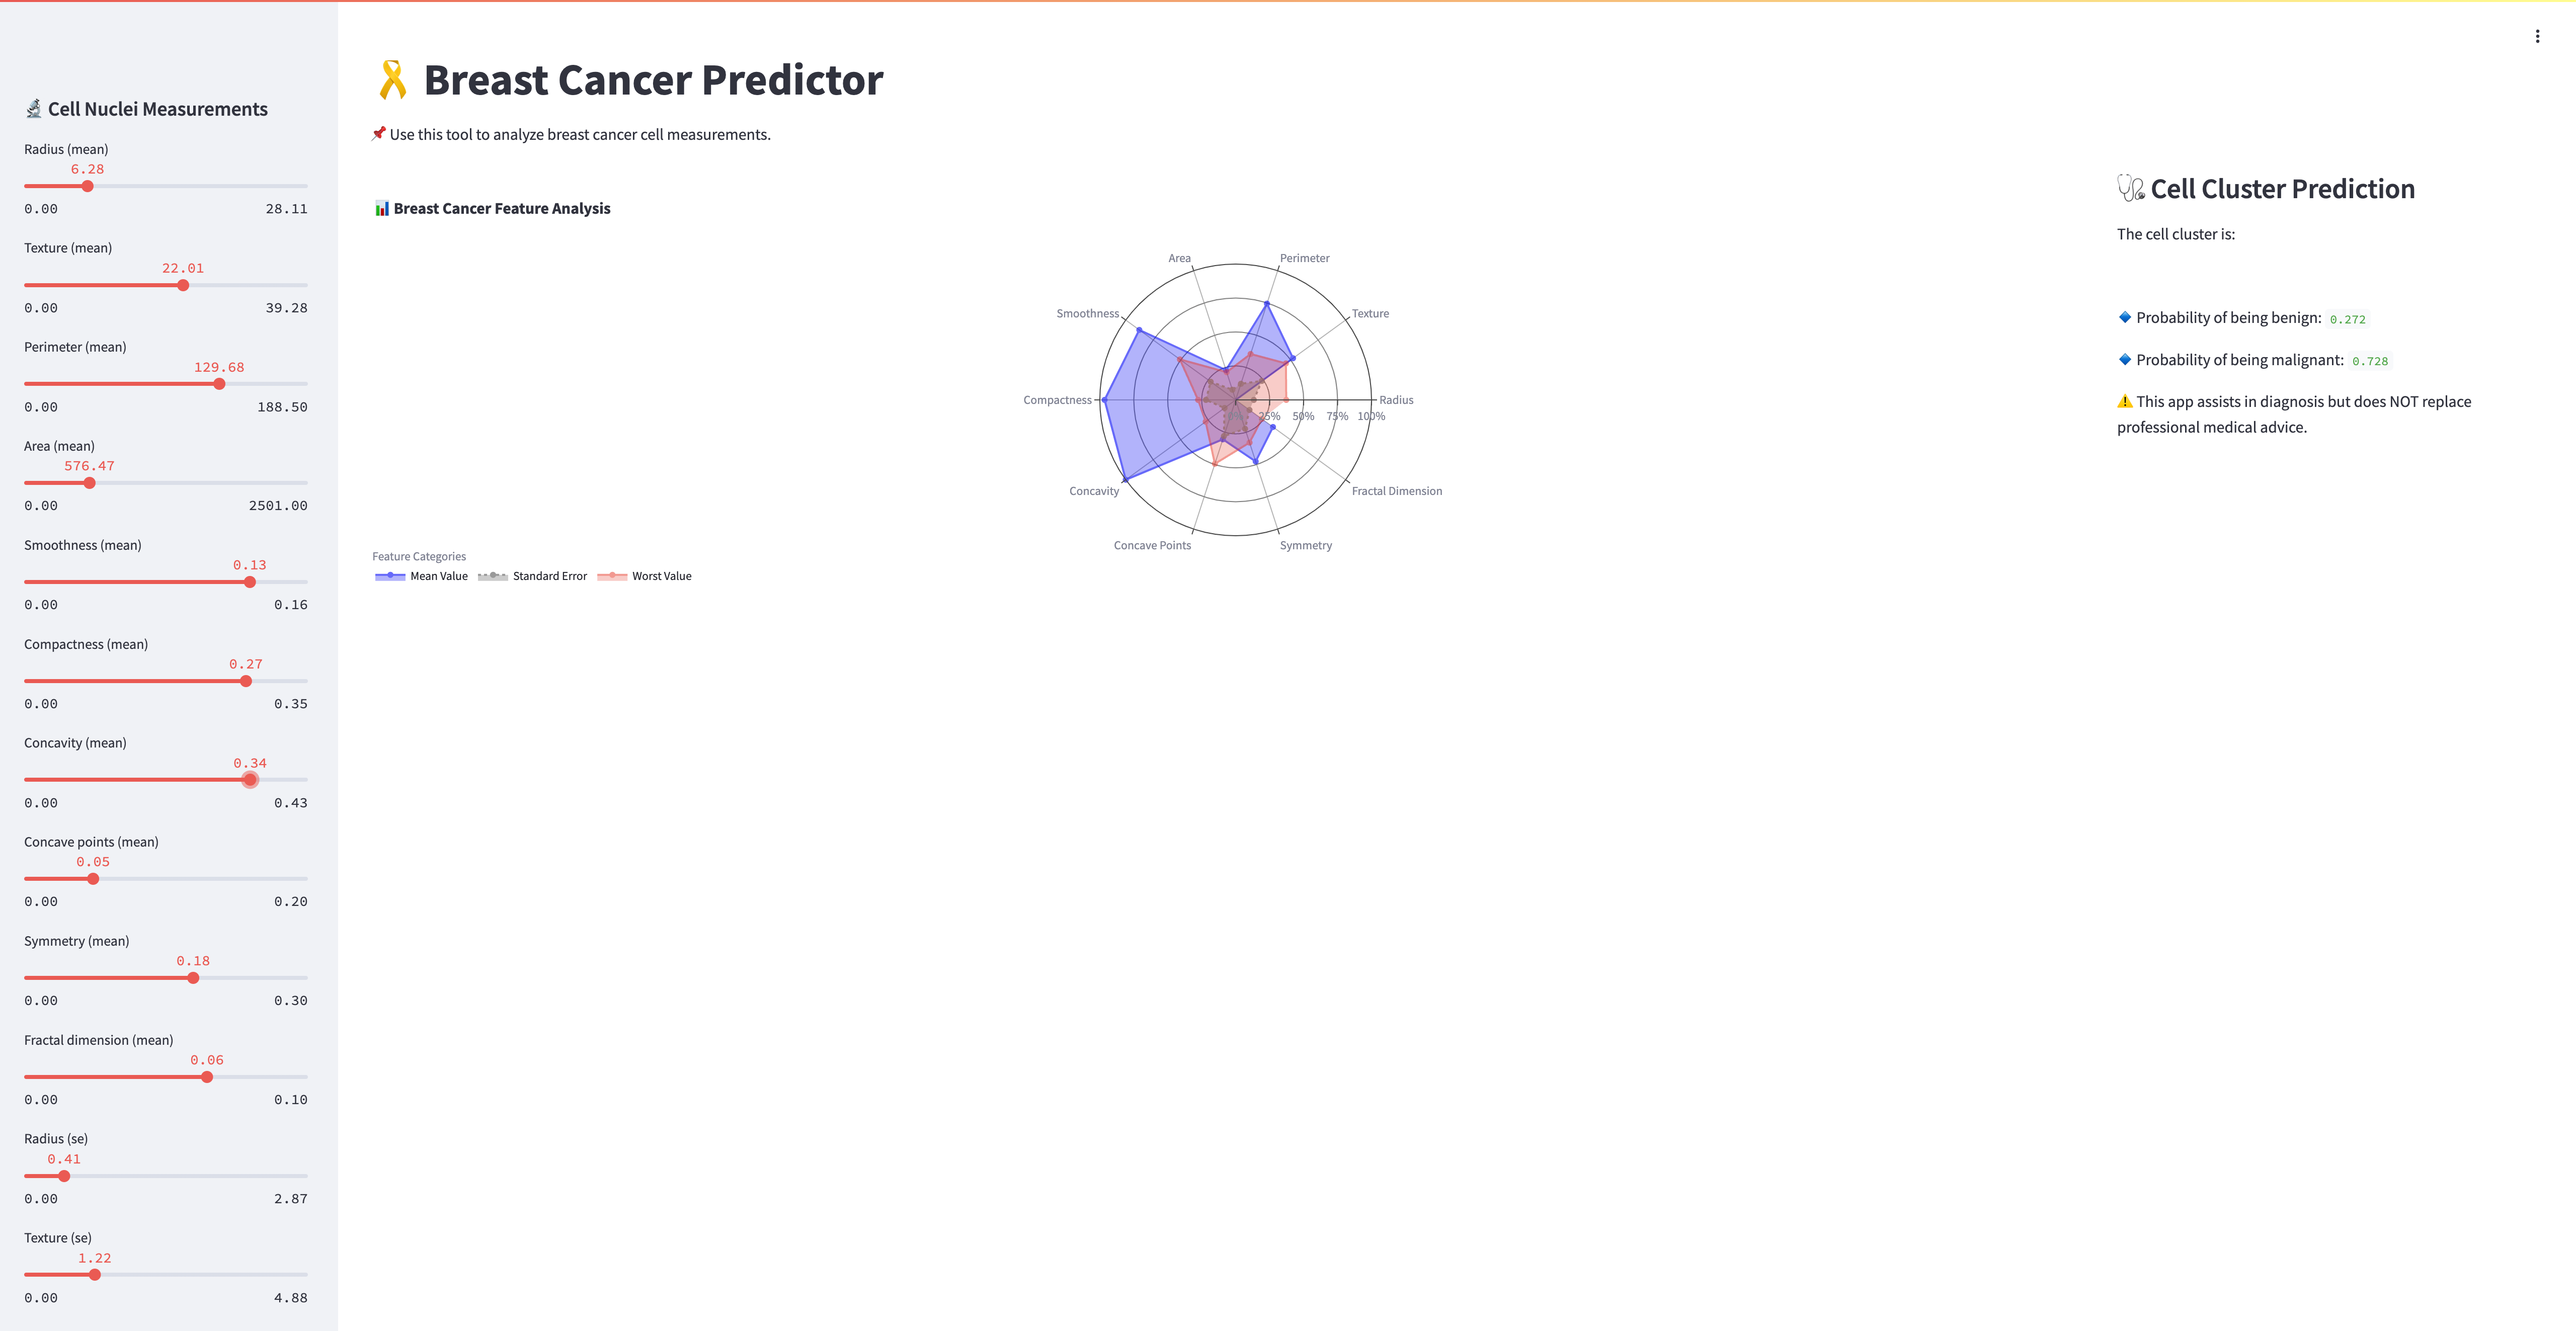 Cell Nuclei Measurements
Radius (mean)
6.28
0.00 28.11
Texture (mean)
22.01
0.00 39.28
Perimeter (mean)
129.68
0.00 188.50
Area (mean)
576.47
0.00 2501.00
Smoothness (mean)
0.13
0.00 0.16
Compactness (mean)
0.27
0.00 0.35
Concavity (mean)
0.34
0.00 0.43
Concave points (mean)
0.05
0.00 0.20
Symmetry (mean)
0.18
0.00 0.30
Fractal dimension (mean)
0.06
0.00 0.10
Radius (se)
0.41
0.00 2.87
Texture (se)
1.22
0.00 4.88
Breast Cancer Predictor
Use this tool to analyze breast cancer cell measurements.
Breast Cancer Feature Analysis
Area Perimeter
Smoothness Texture
Compactness Radius
25% 50% 75% 100%
Concavity Fractal Dimension
Concave Points Symmetry
Feature Categories
Mean Value Standard Error Worst Value
Cell Cluster Prediction
The cell cluster is:
Probability of being benign: 0.272
Probability of being malignant: 0.728
This app assists in diagnosis but does NOT replace
professional medical advice.